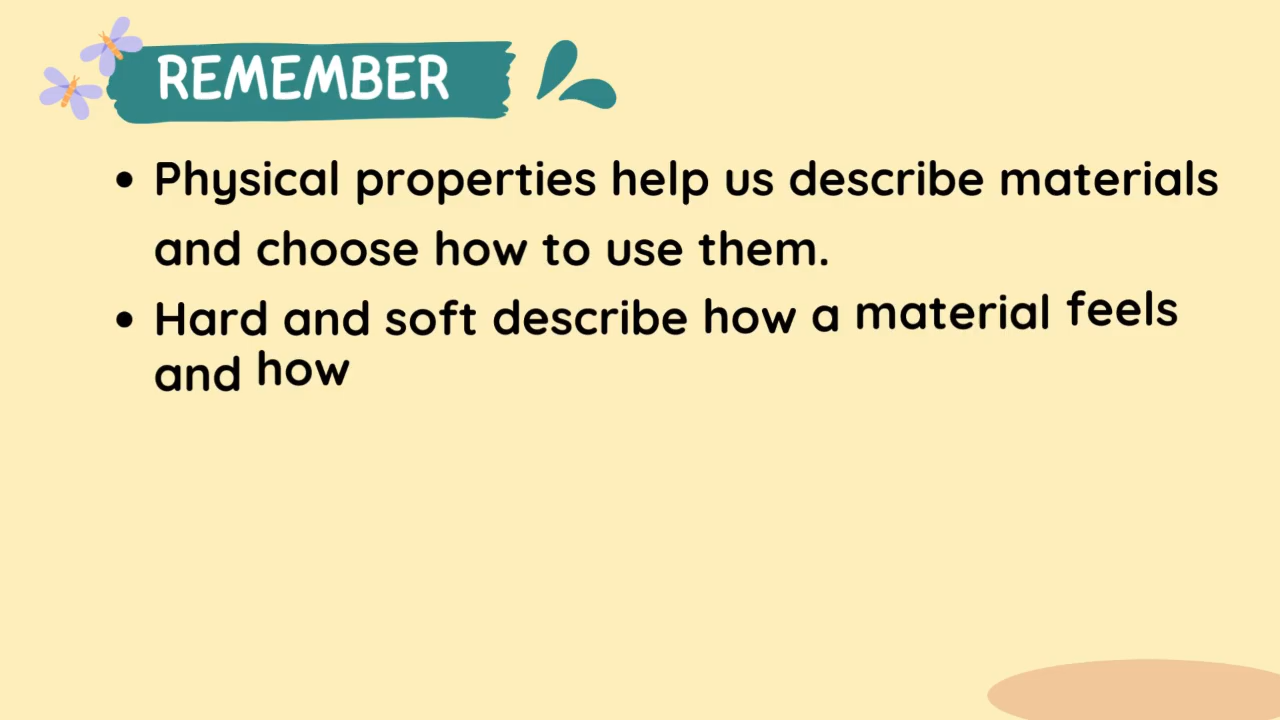 REMEMBER
• Physical properties help us describe materials
and choose how to use them.
• Hard and soft describe how a material feels
and how